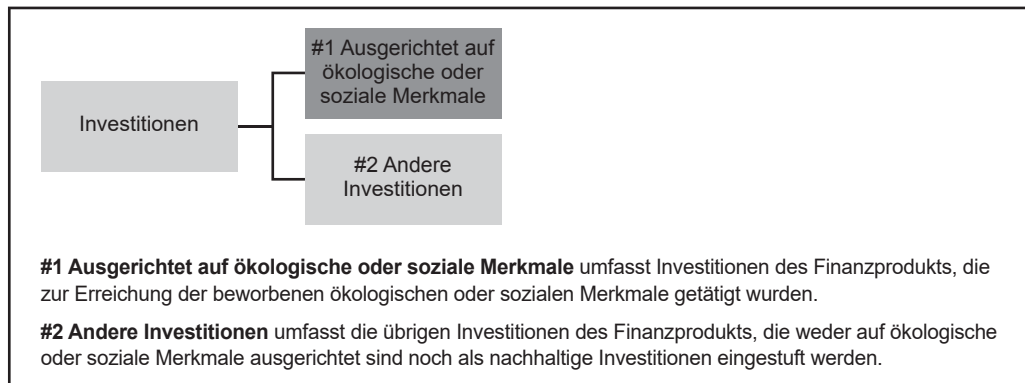 #1 Ausgerichtet auf
ökologische oder
soziale Merkmale
Investitionen
#2 Andere
Investitionen
#1 Ausgerichtet auf ökologische oder soziale Merkmale umfasst Investitionen des Finanzprodukts, die
zur Erreichung der beworbenen ökologischen oder sozialen Merkmale getätigt wurden.
#2 Andere Investitionen umfasst die übrigen Investitionen des Finanzprodukts, die weder auf ökologische
oder soziale Merkmale ausgerichtet sind noch als nachhaltige Investitionen eingestuft werden.